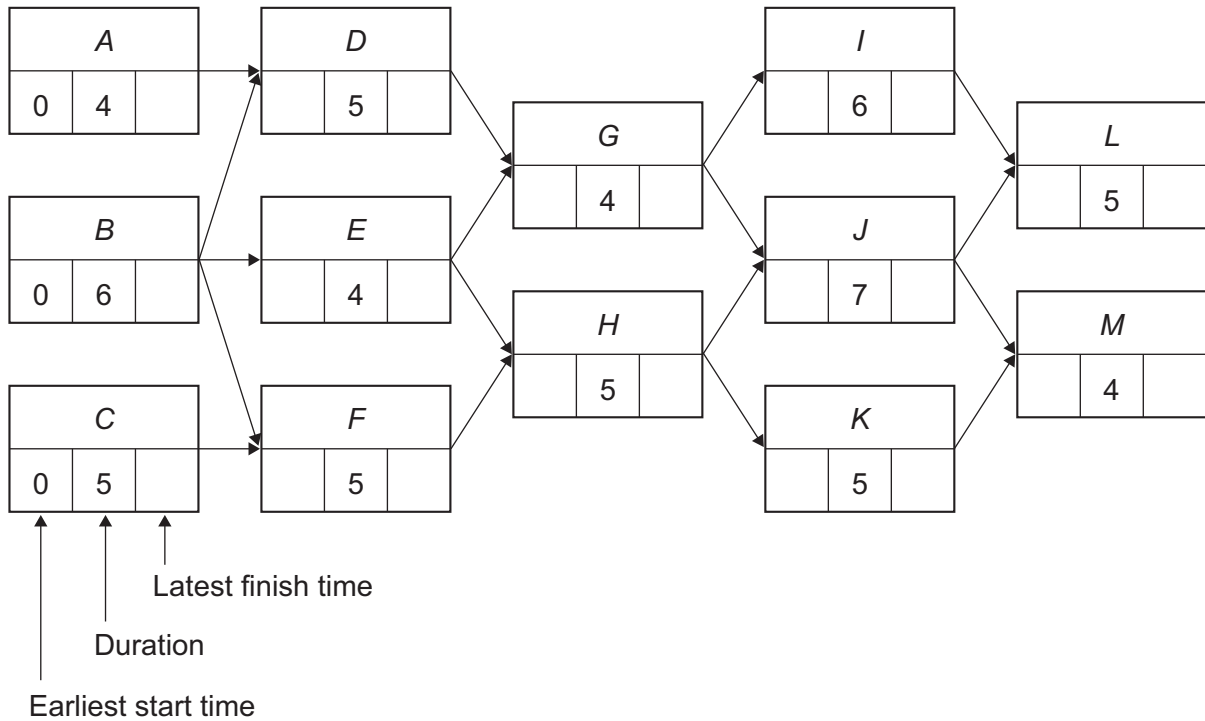 A D I
0 4 5 6
G L
4 5
B E J
0 6 4 7
H M
5 4
C F K
0 5 5 5
Latest finish time
Duration
Earliest start time